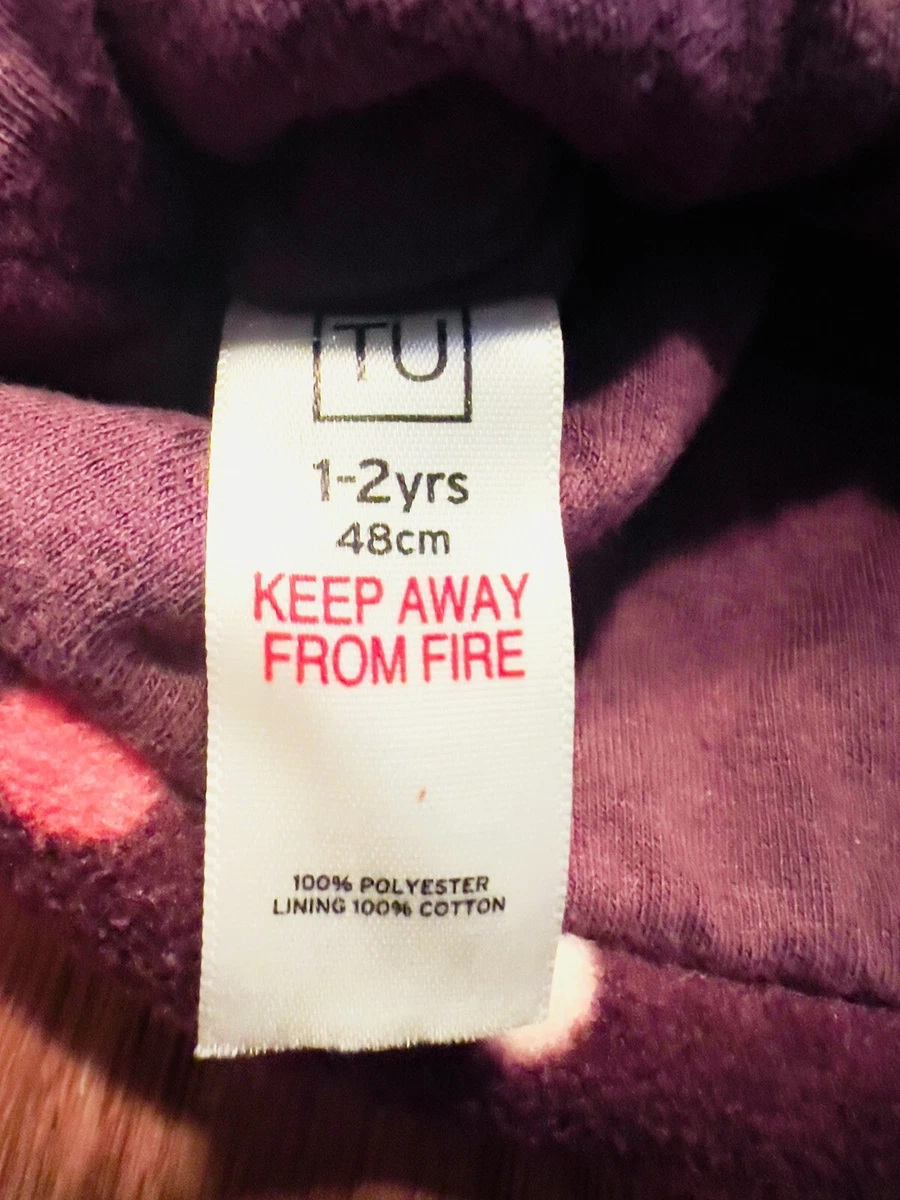 TU
1-2yrs
48cm
KEEP AWAY
FROM FIRE
100% POLYESTER
LINING 100% COTTON